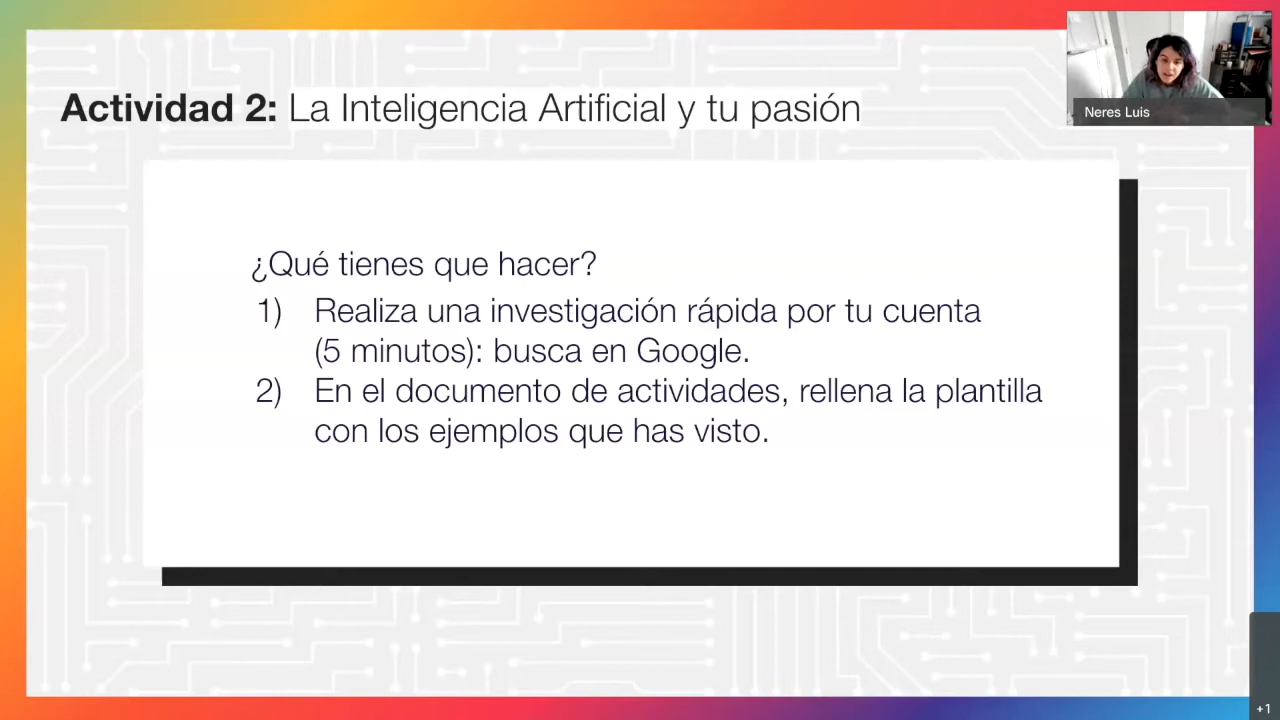 Actividad 2: La Inteligencia Artificial y tu pasión
Neres Luis
¿Qué tienes que hacer?
1) Realiza una investigación rápida por tu cuenta
(5 minutos): busca en Google.
2) En el documento de actividades, rellena la plantilla
con los ejemplos que has visto.
+1